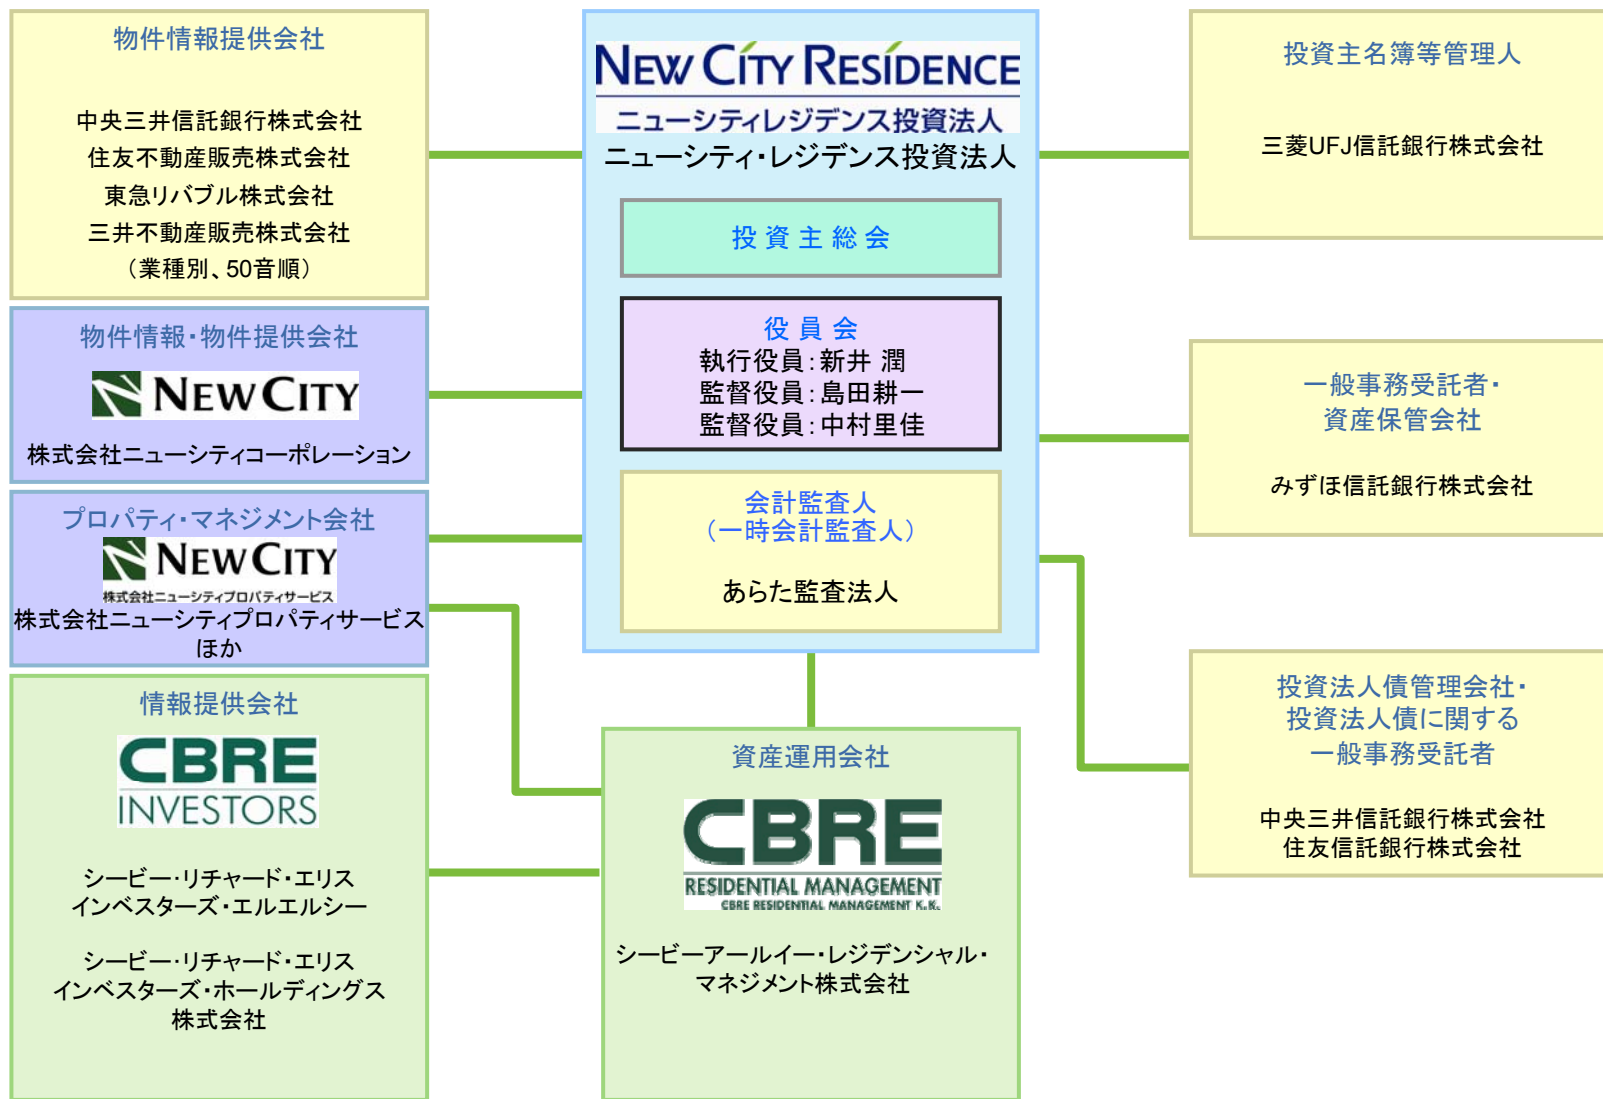 物件情報提供会社
中央三井信託銀行株式会社
住友不動産販売株式会社
東急リバブル株式会社
三井不動産販売株式会社
（業種別、50音順）
物件情報・物件提供会社
NEW CITY
株式会社ニューシティコーポレーション
プロパティ・マネジメント会社
NEW CITY
株式会社ニューシティプロパティサービス
株式会社ニューシティプロパティサービス
ほか
情報提供会社
CBRE
INVESTORS
シービー・リチャード・エリス
インベスターズ・エルエルシー
シービー・リチャード・エリス
インベスターズ・ホールディングス
株式会社
NEW CITY RESIDENCE
ニューシティレジデンス投資法人
ニューシティ・レジデンス投資法人
投 資 主 総 会
役 員 会
執行役員：新井 潤
監督役員：島田耕一
監督役員：中村里佳
会計監査人
（一時会計監査人）
あらた監査法人
資産運用会社
CBRE
RESIDENTIAL MANAGEMENT
CBRE RESIDENTIAL MANAGEMENT K.K.
シービーアールイー・レジデンシャル・
マネジメント株式会社
投資主名簿等管理人
三菱UFJ信託銀行株式会社
一般事務受託者・
資産保管会社
みずほ信託銀行株式会社
投資法人債管理会社・
投資法人債に関する
一般事務受託者
中央三井信託銀行株式会社
住友信託銀行株式会社